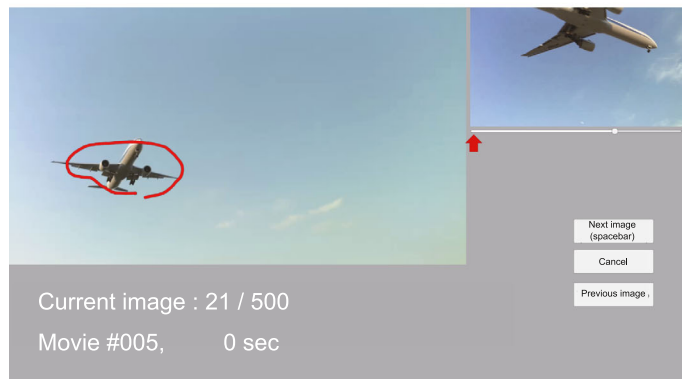 Next image
(spacebar)
Cancel
Previous image
Current image : 21 / 500
Movie #005, 0 sec